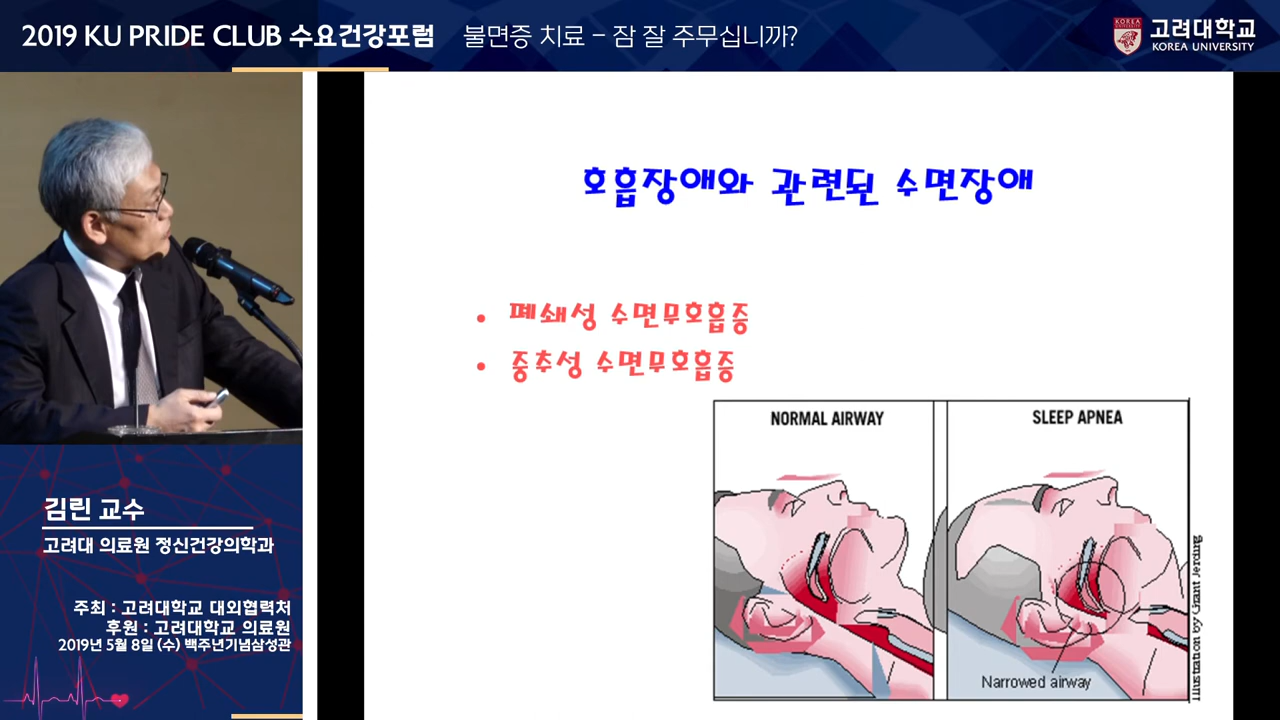 2019 KU PRIDE CLUB 수요건강포럼 불면증 치료 – 잠 잘 주무십니까?
KOREA
UNIVERSITY
고려대학교
KOREA UNIVERSITY
호흡장애와 관련된 수면장애
• 폐쇄성 수면무호흡증
• 중추성 수면무호흡증
NORMAL AIRWAY
SLEEP APNEA
Narrowed airway
Illustration by Grant Jerding
김린 교수
고려대 의료원 정신건강의학과
주최 : 고려대학교 대외협력처
후원 : 고려대학교 의료원
2019년 5월 8일 (수) 백주년기념삼성관